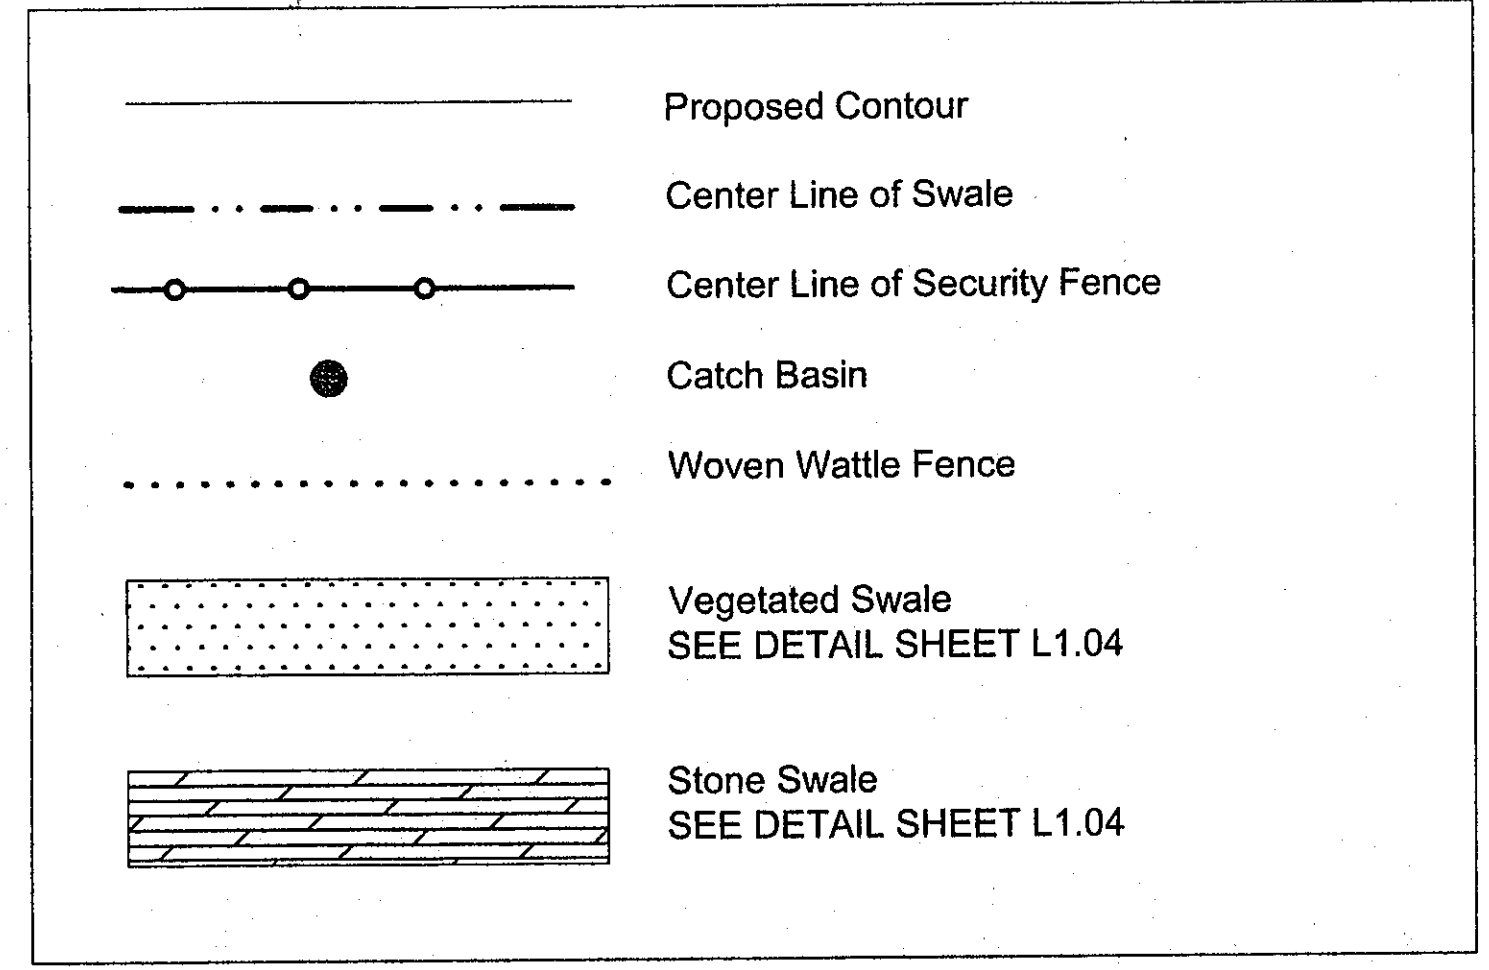 Proposed Contour
Center Line of Swale
Center Line of Security Fence
Catch Basin
Woven Wattle Fence
Vegetated Swale
SEE DETAIL SHEET L1.04
Stone Swale
SEE DETAIL SHEET L1.04